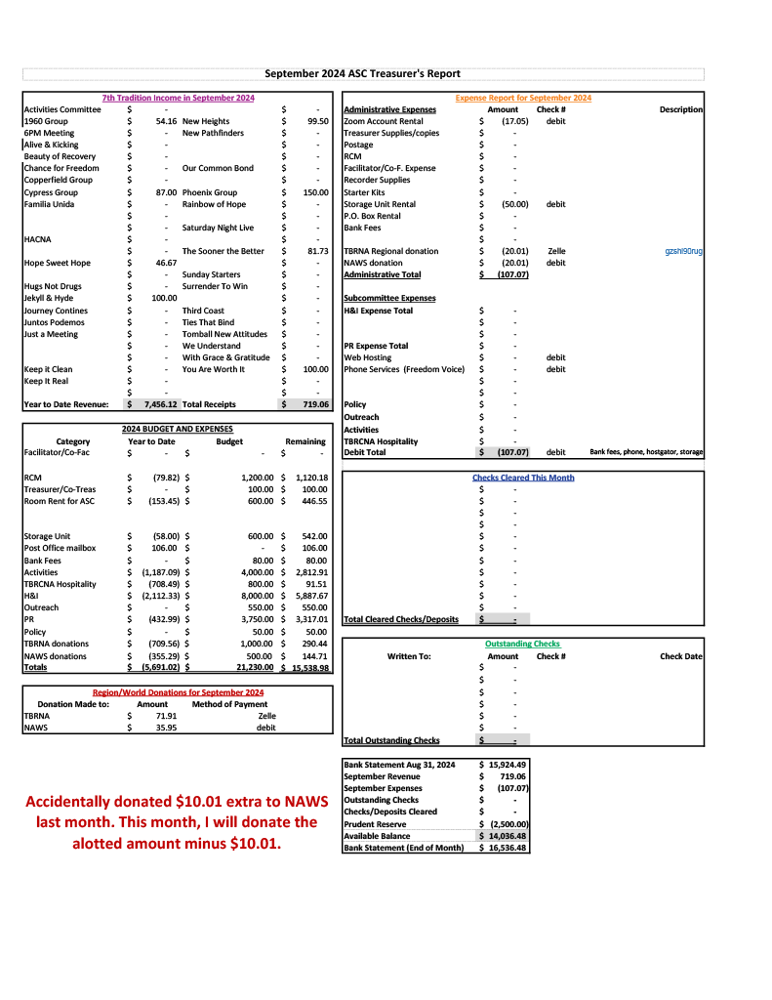 September 2024 ASC Treasurer's Report
7th Tradition Income in September 2024
Activities Committee $ - $ -
1960 Group $ 54.16 New Heights $ 99.50
6PM Meeting $ - New Pathfinders $ -
Alive & Kicking $ - $ -
Beauty of Recovery $ - $ -
Chance for Freedom $ - Our Common Bond $ -
Copperfield Group $ - $ -
Cypress Group $ 87.00 Phoenix Group $ 150.00
Familia Unida $ - Rainbow of Hope $ -
$ - $ -
$ - Saturday Night Live $ -
HACNA $ - $ -
$ - The Sooner the Better $ 81.73
Hope Sweet Hope $ 46.67 $ -
$ - Sunday Starters $ -
Hugs Not Drugs $ - Surrender To Win $ -
Jekyll & Hyde $ 100.00 $ -
Journey Contines $ - Third Coast $ -
Juntos Podemos $ - Ties That Bind $ -
Just a Meeting $ - Tomball New Attitudes $ -
$ - We Understand $ -
$ - With Grace & Gratitude $ -
Keep it Clean $ - You Are Worth It $ 100.00
Keep It Real $ - $ -
$ - $ -
Year to Date Revenue: $ 7,456.12 Total Receipts $ 719.06
2024 BUDGET AND EXPENSES
Category Year to Date Budget Remaining
Facilitator/Co-Fac $ - $ - $ -
RCM $ (79.82) $ 1,200.00 $ 1,120.18
Treasurer/Co-Treas $ - $ 100.00 $ 100.00
Room Rent for ASC $ (153.45) $ 600.00 $ 446.55
Storage Unit $ (58.00) $ 600.00 $ 542.00
Post Office mailbox $ 106.00 $ - $ 106.00
Bank Fees $ - $ 80.00 $ 80.00
Activities $ (1,187.09) $ 4,000.00 $ 2,812.91
TBRCNA Hospitality $ (708.49) $ 800.00 $ 91.51
H&I $ (2,112.33) $ 8,000.00 $ 5,887.67
Outreach $ - $ 550.00 $ 550.00
PR $ (432.99) $ 3,750.00 $ 3,317.01
Policy $ - $ 50.00 $ 50.00
TBRNA donations $ (709.56) $ 1,000.00 $ 290.44
NAWS donations $ (355.29) $ 500.00 $ 144.71
Totals $ (5,691.02) $ 21,230.00 $ 15,538.98
Region/World Donations for September 2024
Donation Made to: Amount Method of Payment
TBRNA $ 71.91 Zelle
NAWS $ 35.95 debit
Accidentally donated $10.01 extra to NAWS
last month. This month, I will donate the
alotted amount minus $10.01.
Expense Report for September 2024
Administrative Expenses Amount Check # Description
Zoom Account Rental $ (17.05) debit
Treasurer Supplies/copies $ -
Postage $ -
RCM $ -
Facilitator/Co-F. Expense $ -
Recorder Supplies $ -
Starter Kits $ -
Storage Unit Rental $ (50.00) debit
P.O. Box Rental $ -
Bank Fees $ -
$ -
TBRNA Regional donation $ (20.01) Zelle gzshl90rug
NAWS donation $ (20.01) debit
Administrative Total $ (107.07)
Subcommittee Expenses
H&I Expense Total $ -
$ -
$ -
PR Expense Total $ -
Web Hosting $ - debit
Phone Services (Freedom Voice) $ - debit
$ -
$ -
Policy $ -
Outreach $ -
Activities $ -
TBRCNA Hospitality $ -
Debit Total $ (107.07) debit Bank fees, phone, hostgator, storage
Checks Cleared This Month
$ -
$ -
$ -
$ -
$ -
$ -
$ -
$ -
$ -
$ -
$ -
Total Cleared Checks/Deposits $ -
Outstanding Checks
Written To: Amount Check # Check Date
$ -
$ -
$ -
$ -
$ -
$ -
Total Outstanding Checks $ -
Bank Statement Aug 31, 2024 $ 15,924.49
September Revenue $ 719.06
September Expenses $ (107.07)
Outstanding Checks $ -
Checks/Deposits Cleared $ -
Prudent Reserve $ (2,500.00)
Available Balance $ 14,036.48
Bank Statement (End of Month) $ 16,536.48